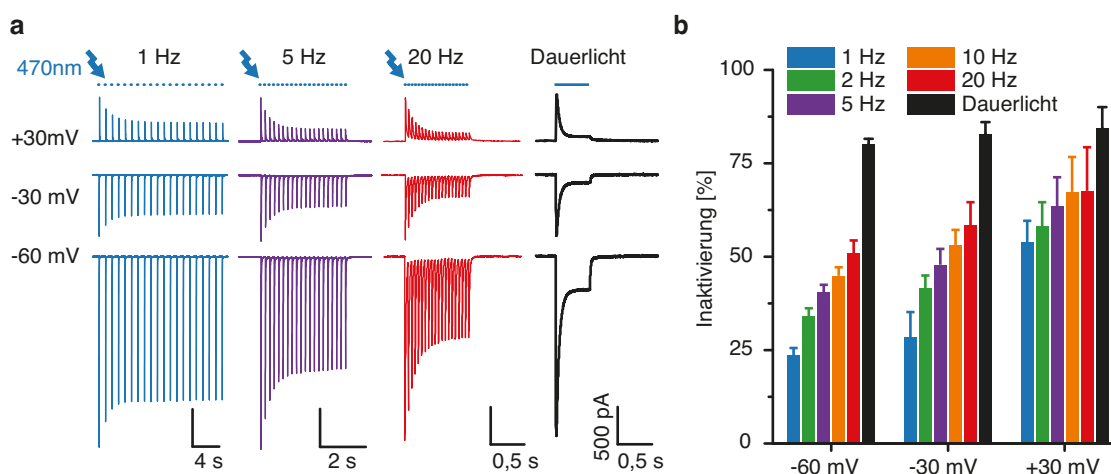 a
470nm
1 Hz
5 Hz
20 Hz
Dauerlicht
+30mV
-30 mV
-60 mV
4 s
2 s
0,5 s
500 pA
0,5 s
b
1 Hz
2 Hz
5 Hz
10 Hz
20 Hz
Dauerlicht
Inaktivierung [%]
100
75
50
25
0
-60 mV
-30 mV
+30 mV